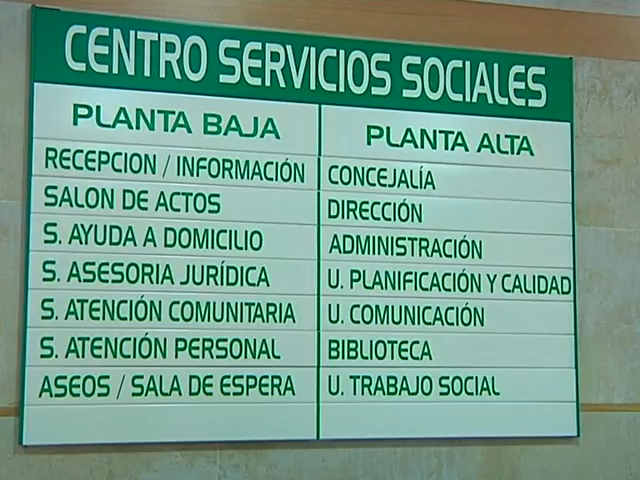 CENTRO SERVICIOS SOCIALES
PLANTA BAJA
RECEPCION / INFORMACIÓN
SALON DE ACTOS
S. AYUDA A DOMICILIO
S. ASESORIA JURÍDICA
S. ATENCIÓN COMUNITARIA
S. ATENCIÓN PERSONAL
ASEOS / SALA DE ESPERA
PLANTA ALTA
CONCEJALÍA
DIRECCIÓN
ADMINISTRACIÓN
U. PLANIFICACIÓN Y CALIDAD
U. COMUNICACIÓN
BIBLIOTECA
U. TRABAJO SOCIAL